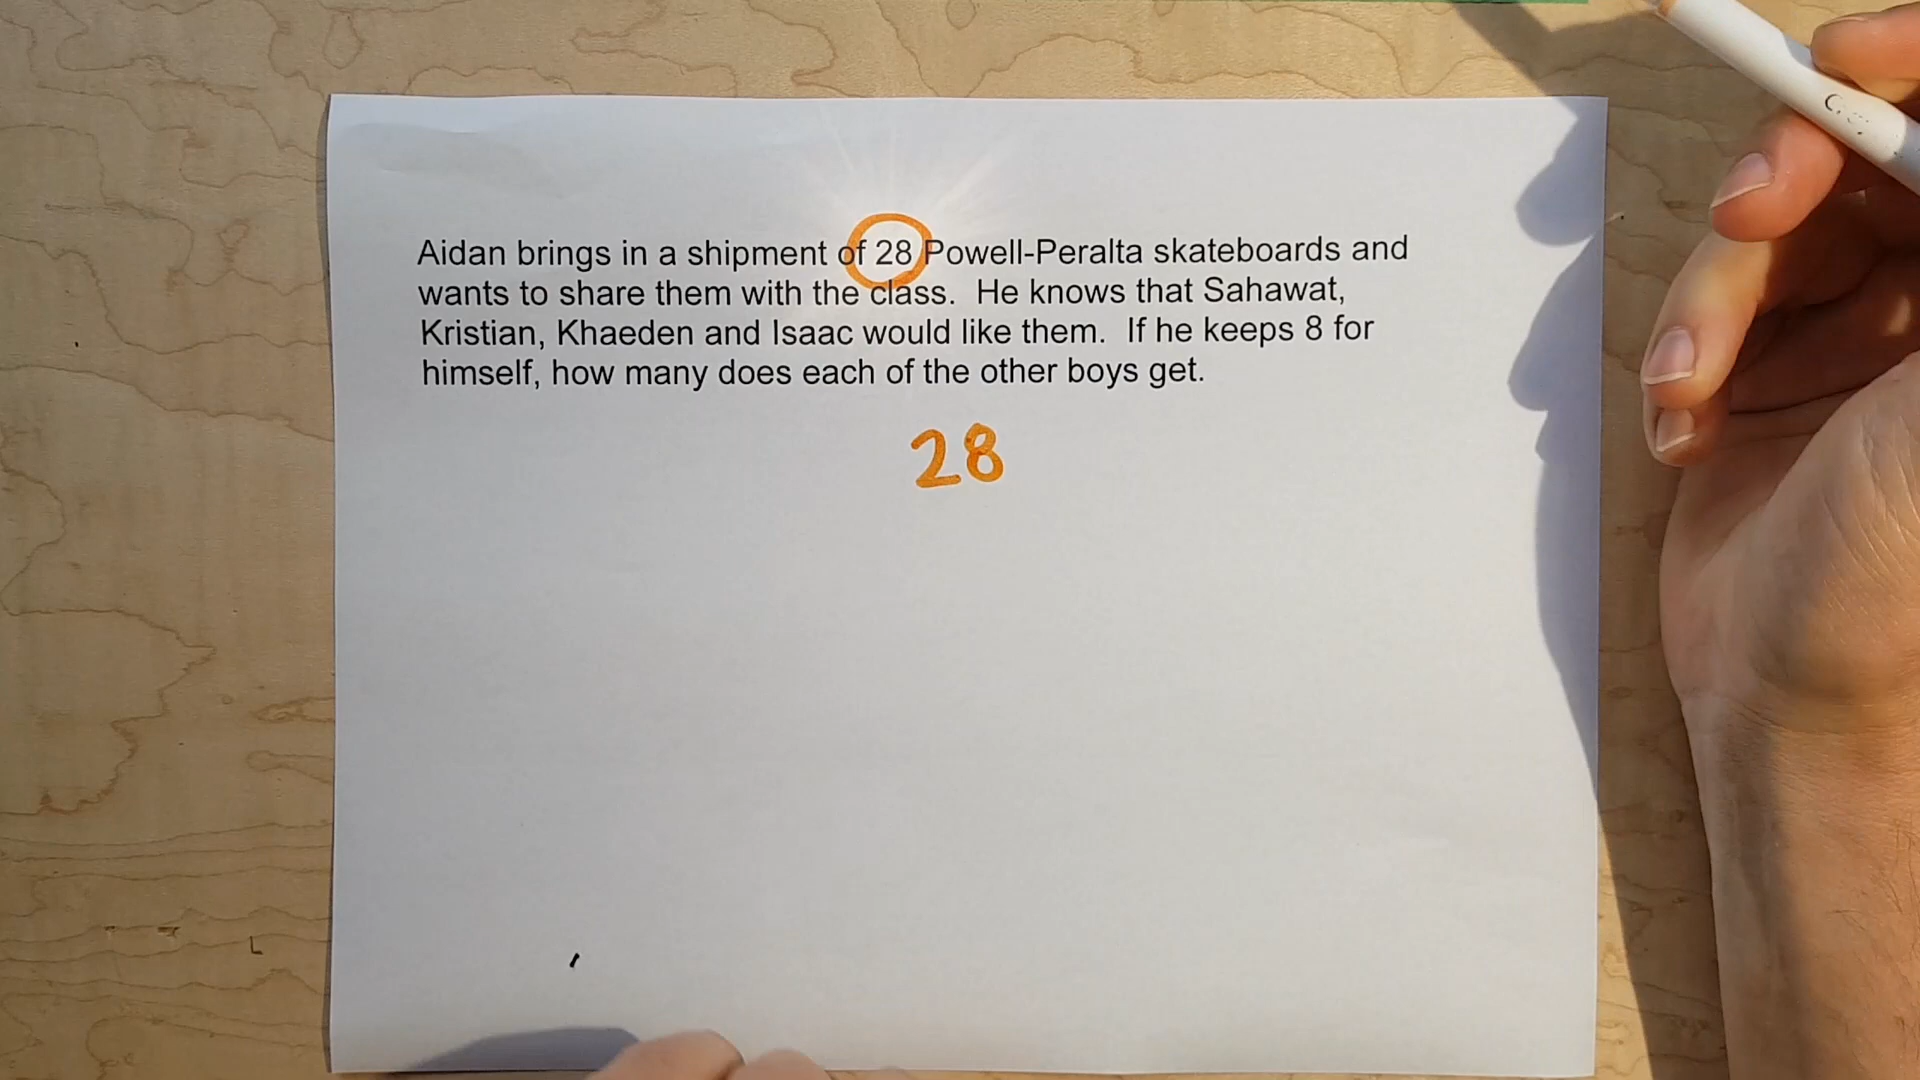 Aidan brings in a shipment of 28 Powell-Peralta skateboards and
wants to share them with the class. He knows that Sahawat,
Kristian, Khaeden and Isaac would like them. If he keeps 8 for
himself, how many does each of the other boys get.
28